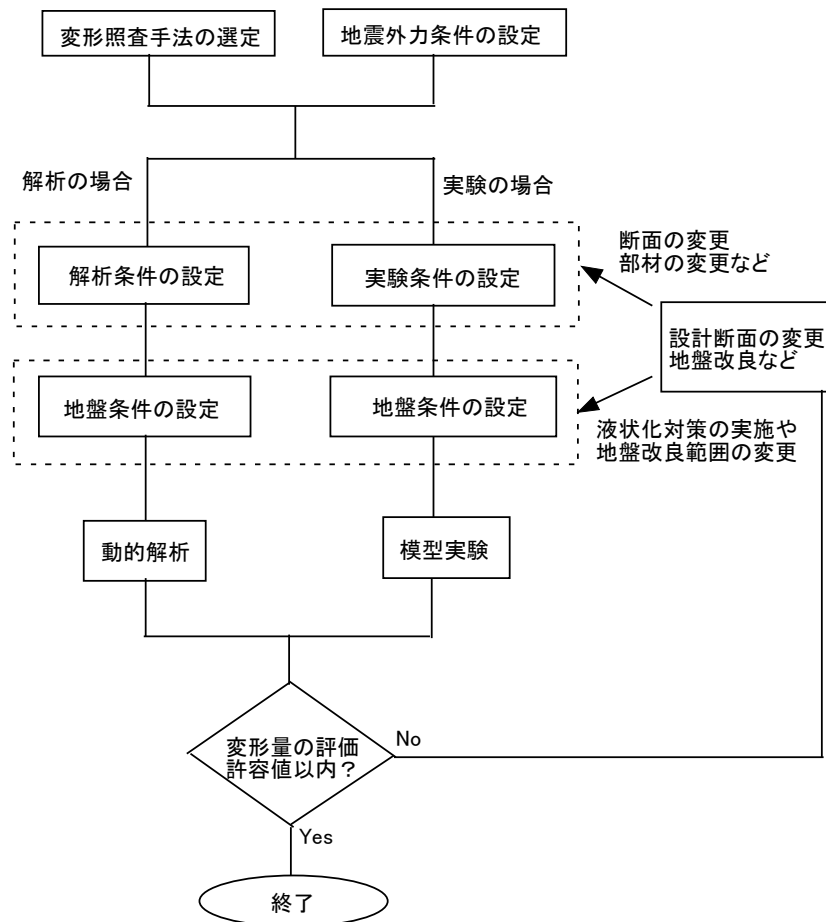 変形照査手法の選定
地震外力条件の設定
解析の場合
実験の場合
断面の変更
部材の変更など
解析条件の設定
実験条件の設定
設計断面の変更
地盤改良など
地盤条件の設定
地盤条件の設定
液状化対策の実施や
地盤改良範囲の変更
動的解析
模型実験
変形量の評価
許容値以内？
No
Yes
終了